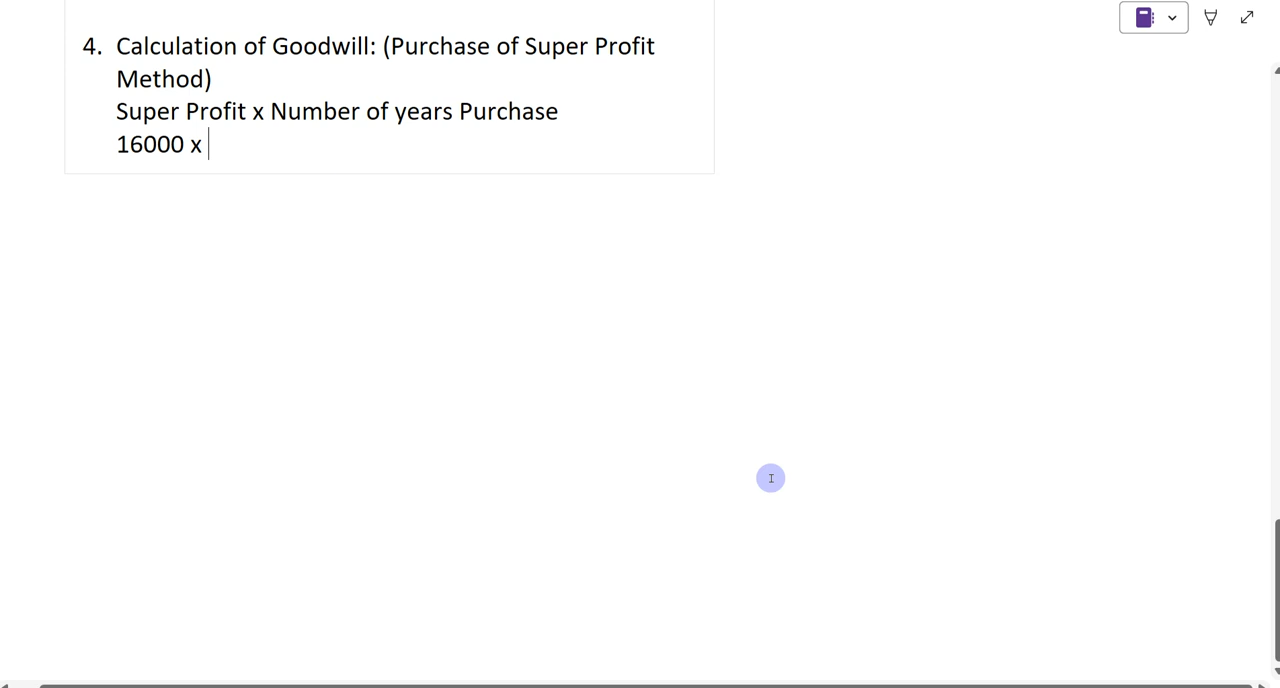 4. Calculation of Goodwill: (Purchase of Super Profit
Method)
Super Profit x Number of years Purchase
16000 x